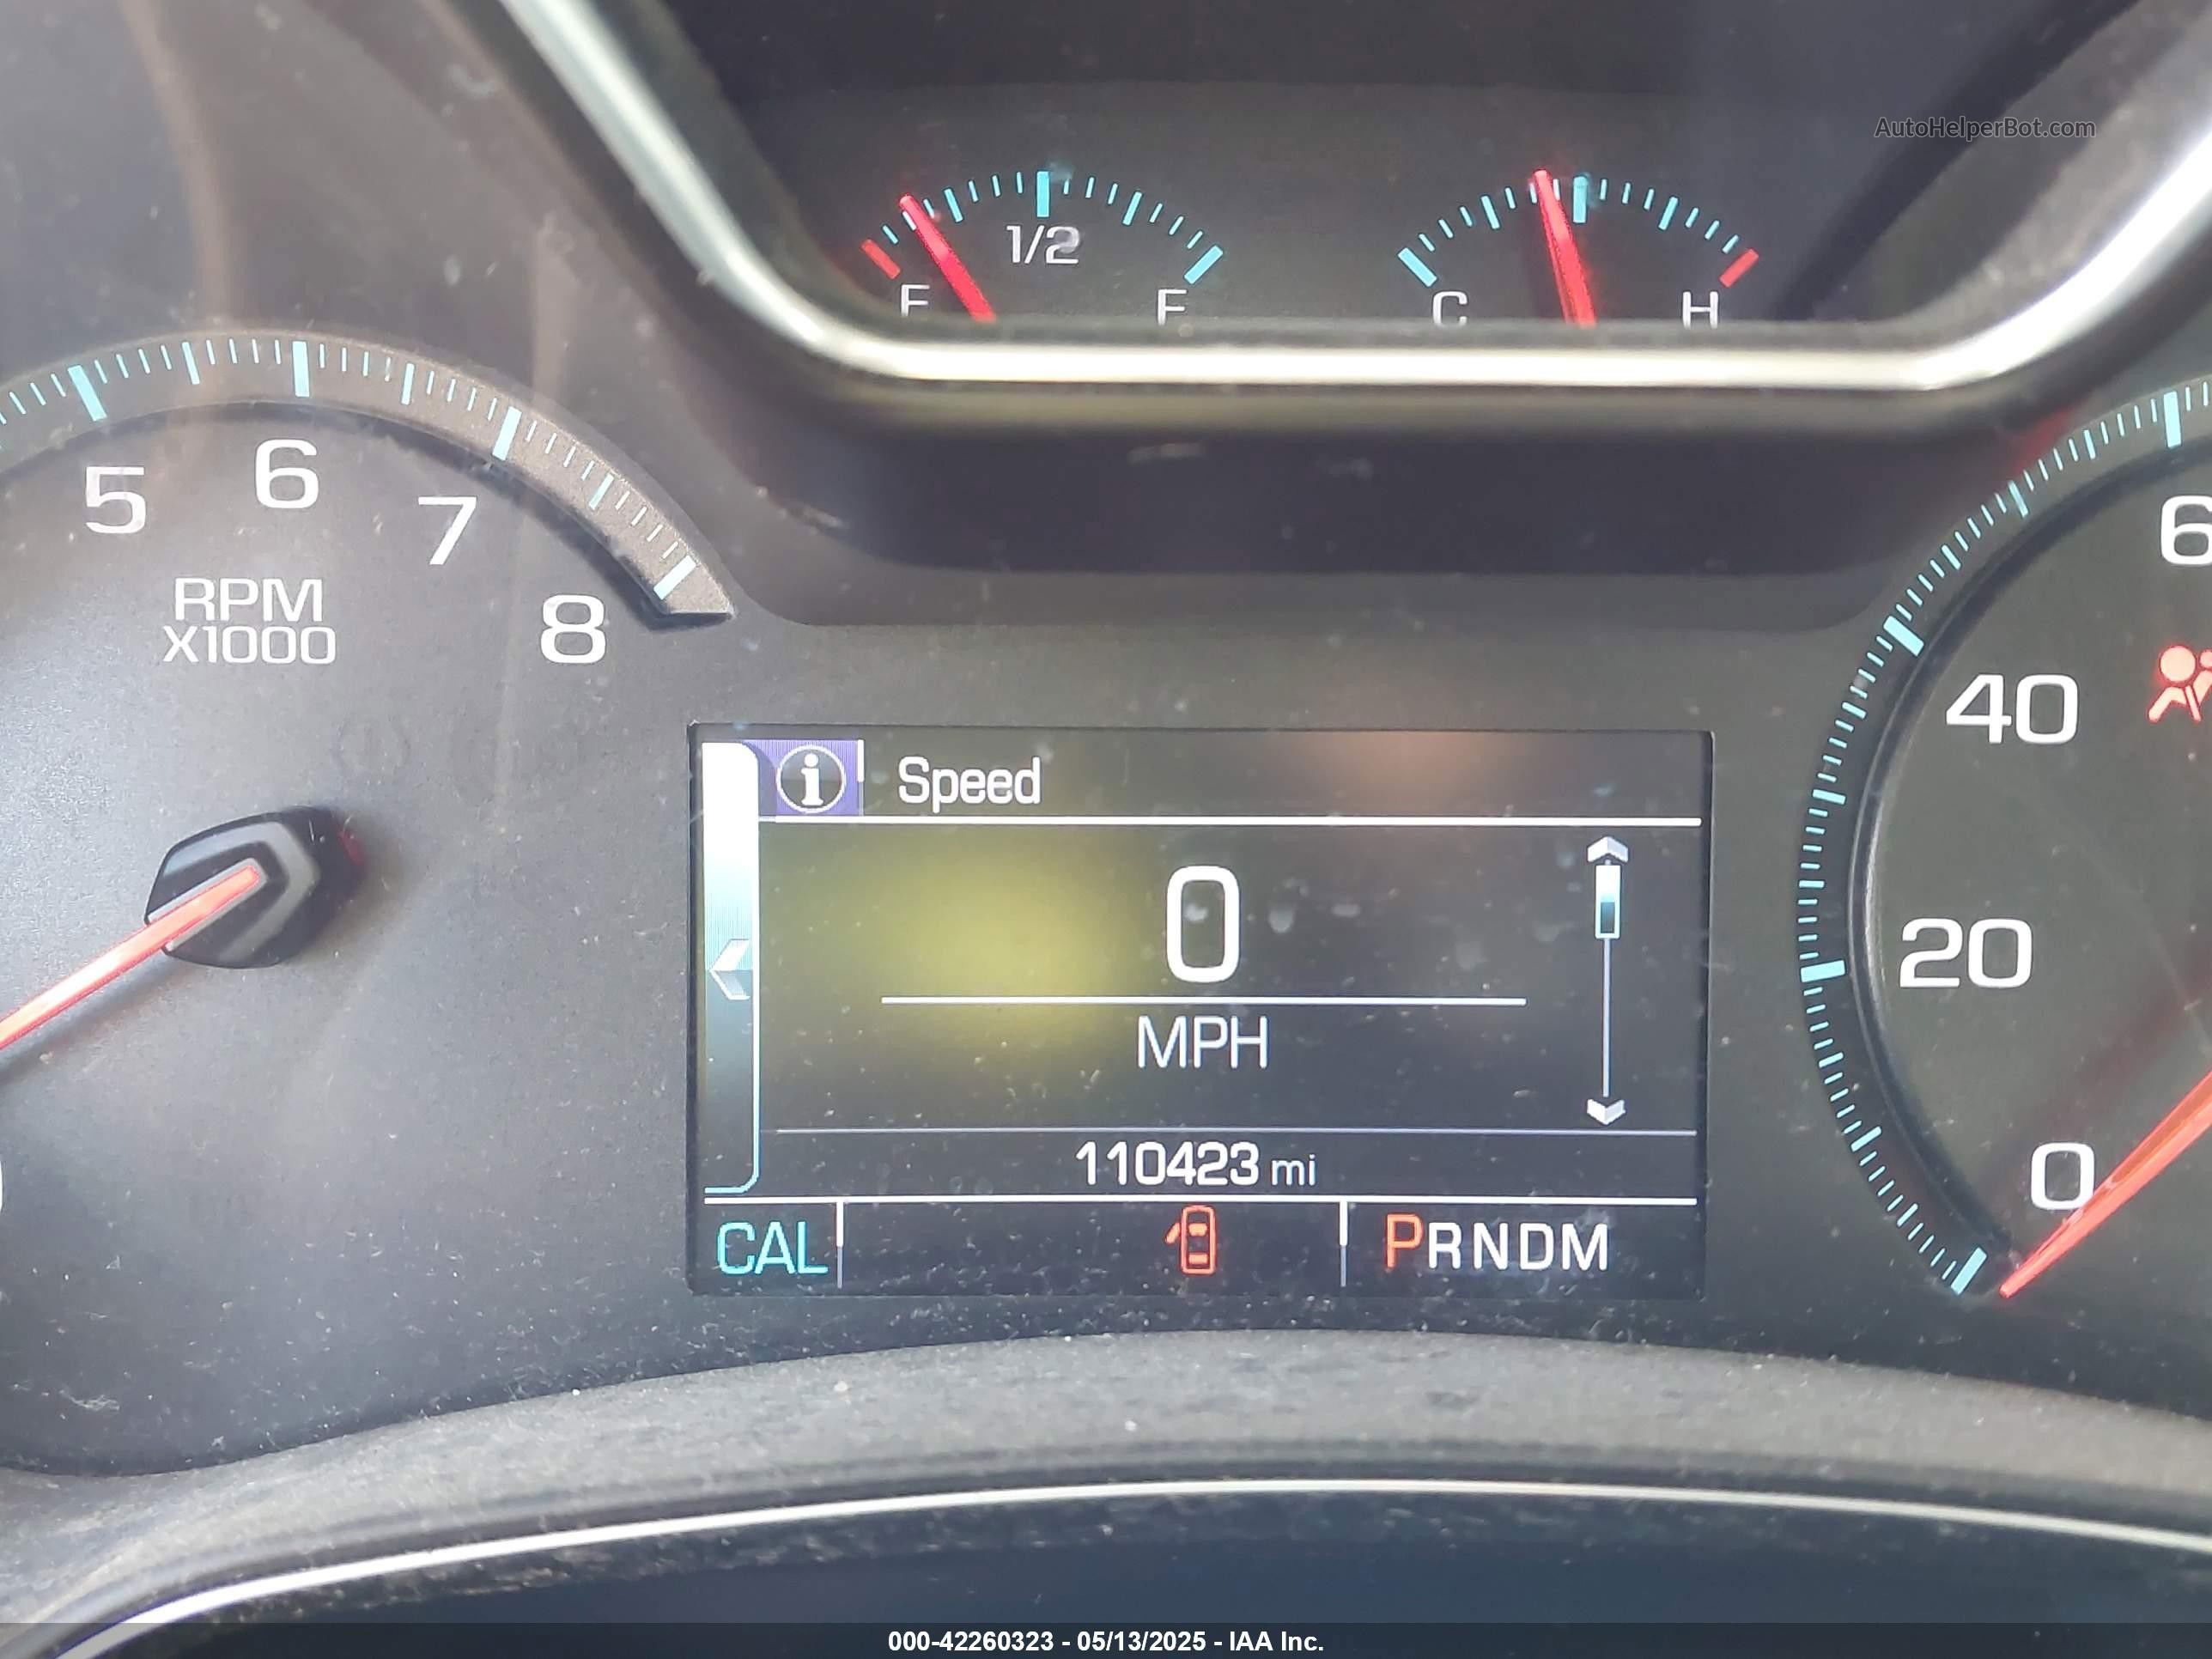 AutoHelperBot.com
1/2
E F
C H
5 6 7 8
RPM
X1000
40
20
0
Speed
0
MPH
110423 mi
CAL
PRNDM
000-42260323 - 05/13/2025 - IAA Inc.